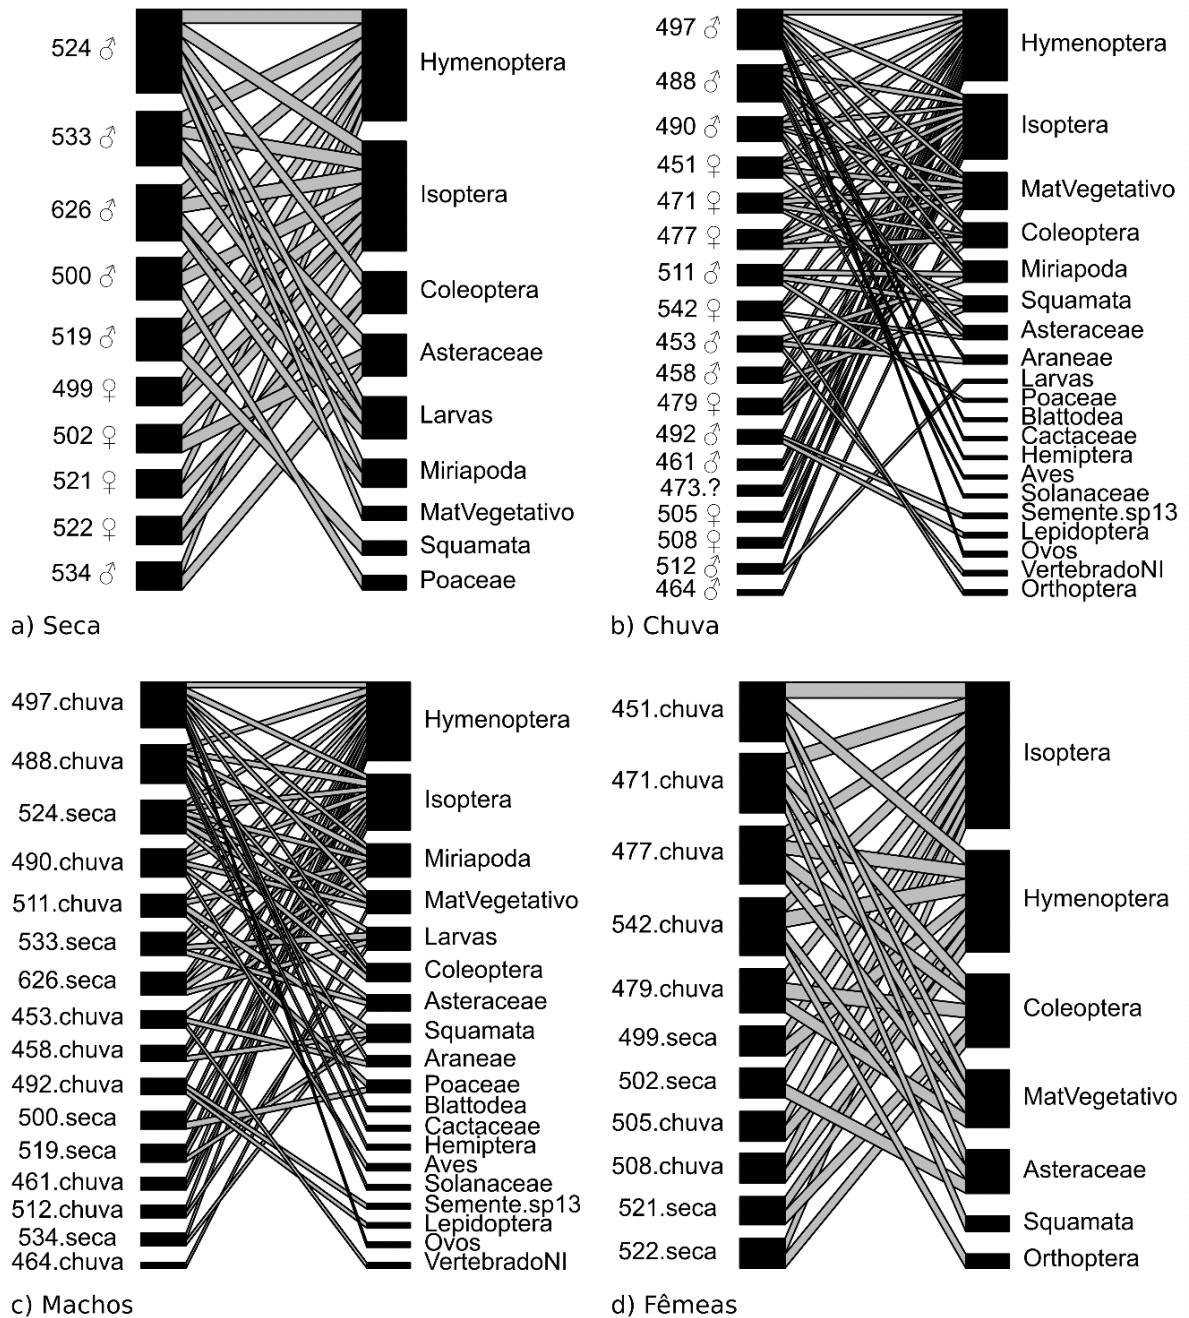 524 ♂
533 ♂
626 ♂
500 ♂
519 ♂
499 ♀
502 ♀
521 ♀
522 ♀
534 ♂
Hymenoptera
Isoptera
Coleoptera
Asteraceae
Larvas
Miriapoda
MatVegetativo
Squamata
Poaceae
a) Seca
497 ♂
488 ♂
490 ♂
451 ♀
471 ♀
477 ♀
511 ♂
542 ♀
453 ♂
458 ♂
479 ♀
492 ♂
461 ♂
473.?
505 ♀
508 ♀
512 ♂
464 ♂
Hymenoptera
Isoptera
MatVegetativo
Coleoptera
Miriapoda
Squamata
Asteraceae
Araneae
Larvas
Poaceae
Blattodea
Cactaceae
Hemiptera
Aves
Solanaceae
Semente.sp13
Lepidoptera
Ovos
VertebradoNI
Orthoptera
b) Chuva
497.chuva
488.chuva
524.seca
490.chuva
511.chuva
533.seca
626.seca
453.chuva
458.chuva
492.chuva
500.seca
519.seca
461.chuva
512.chuva
534.seca
464.chuva
Hymenoptera
Isoptera
Miriapoda
MatVegetativo
Larvas
Coleoptera
Asteraceae
Squamata
Araneae
Poaceae
Blattodea
Cactaceae
Hemiptera
Aves
Solanaceae
Semente.sp13
Lepidoptera
Ovos
VertebradoNI
c) Machos
451.chuva
471.chuva
477.chuva
542.chuva
479.chuva
499.seca
502.seca
505.chuva
508.chuva
521.seca
522.seca
Isoptera
Hymenoptera
Coleoptera
MatVegetativo
Asteraceae
Squamata
Orthoptera
d) Fêmeas